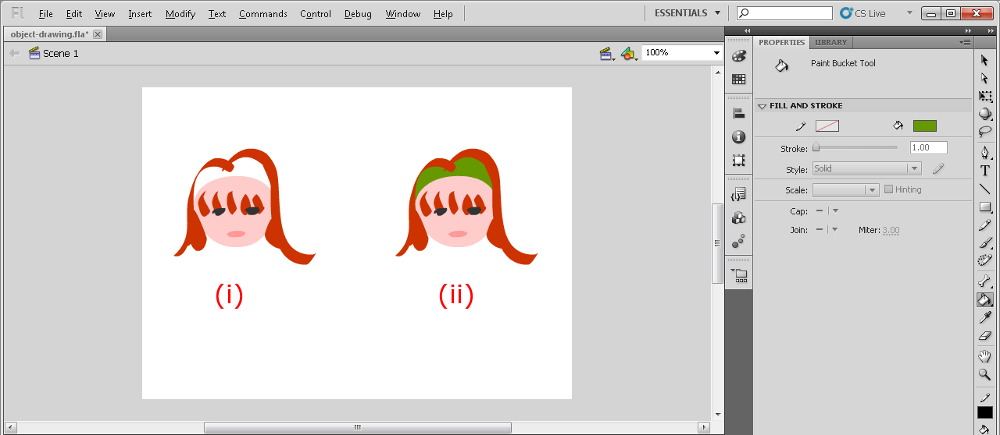 Fl File Edit View Insert Modify Text Commands Control Debug Window Help ESSENTIALS CS Live
object-drawing.fla*
Scene 1 100%
PROPERTIES LIBRARY
Paint Bucket Tool
FILL AND STROKE
Stroke: 1.00
Style: Solid
Scale: Hinting
Cap:
Join: Miter: 3.00
T
(i) (ii)